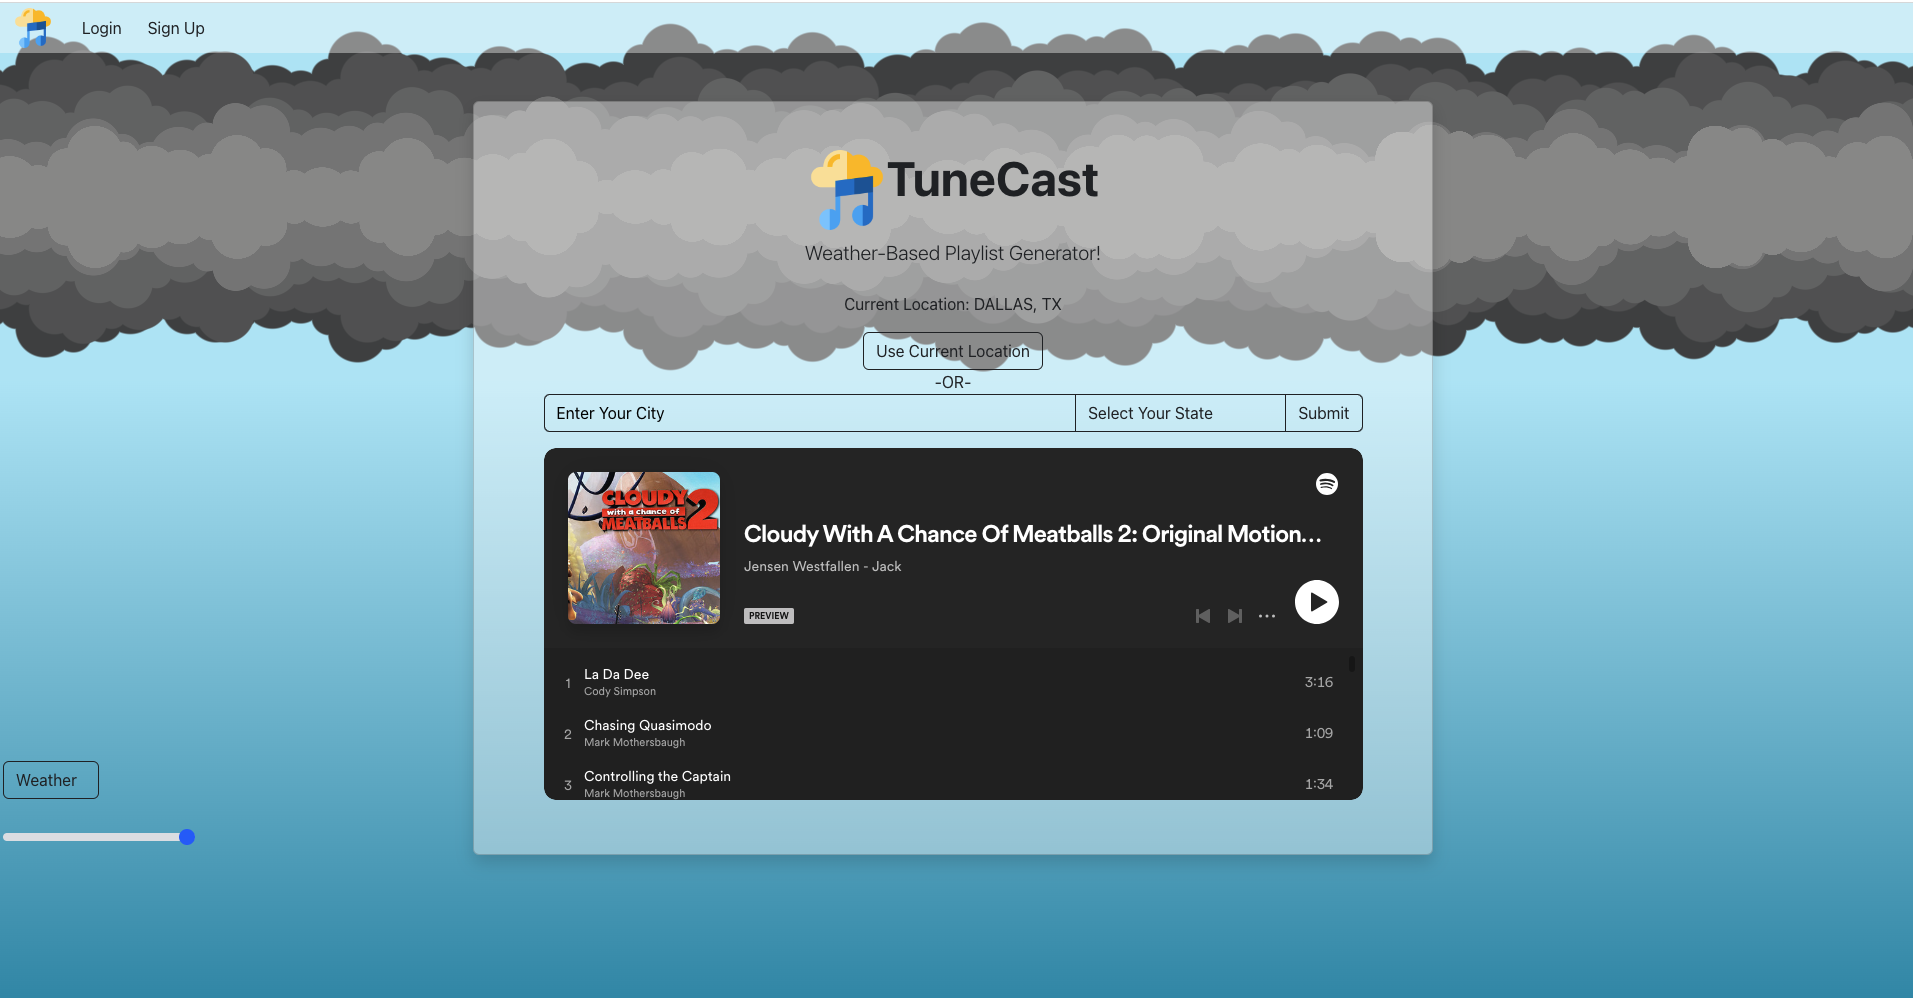 Login Sign Up
TuneCast
Weather-Based Playlist Generator!
Current Location: DALLAS, TX
Use Current Location
-OR-
Enter Your City Select Your State Submit
CLOUDY 2
with a chance of
MEATBALLS
Cloudy With A Chance Of Meatballs 2: Original Motion...
Jensen Westfallen - Jack
PREVIEW
1 La Da Dee 3:16
Cody Simpson
2 Chasing Quasimodo 1:09
Mark Mothersbaugh
3 Controlling the Captain 1:34
Mark Mothersbaugh
Weather